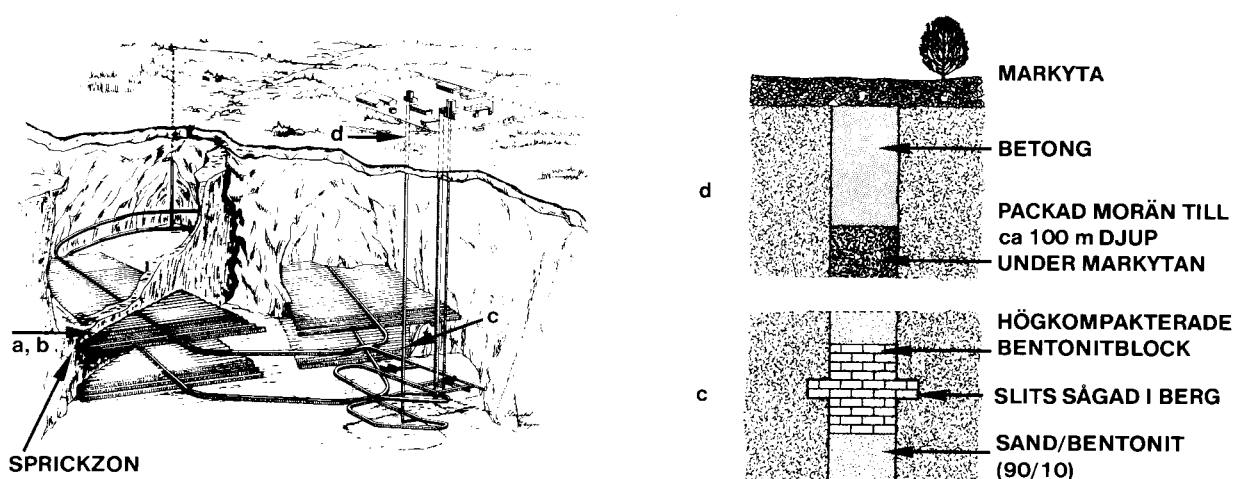 d
c
a, b
SPRICKZON
MARKYTA
BETONG
d
PACKAD MORÄN TILL
ca 100 m DJUP
UNDER MARKYTAN
HÖGKOMPAKTERADE
BENTONITBLOCK
c
SLITS SÅGAD I BERG
SAND/BENTONIT
(90/10)